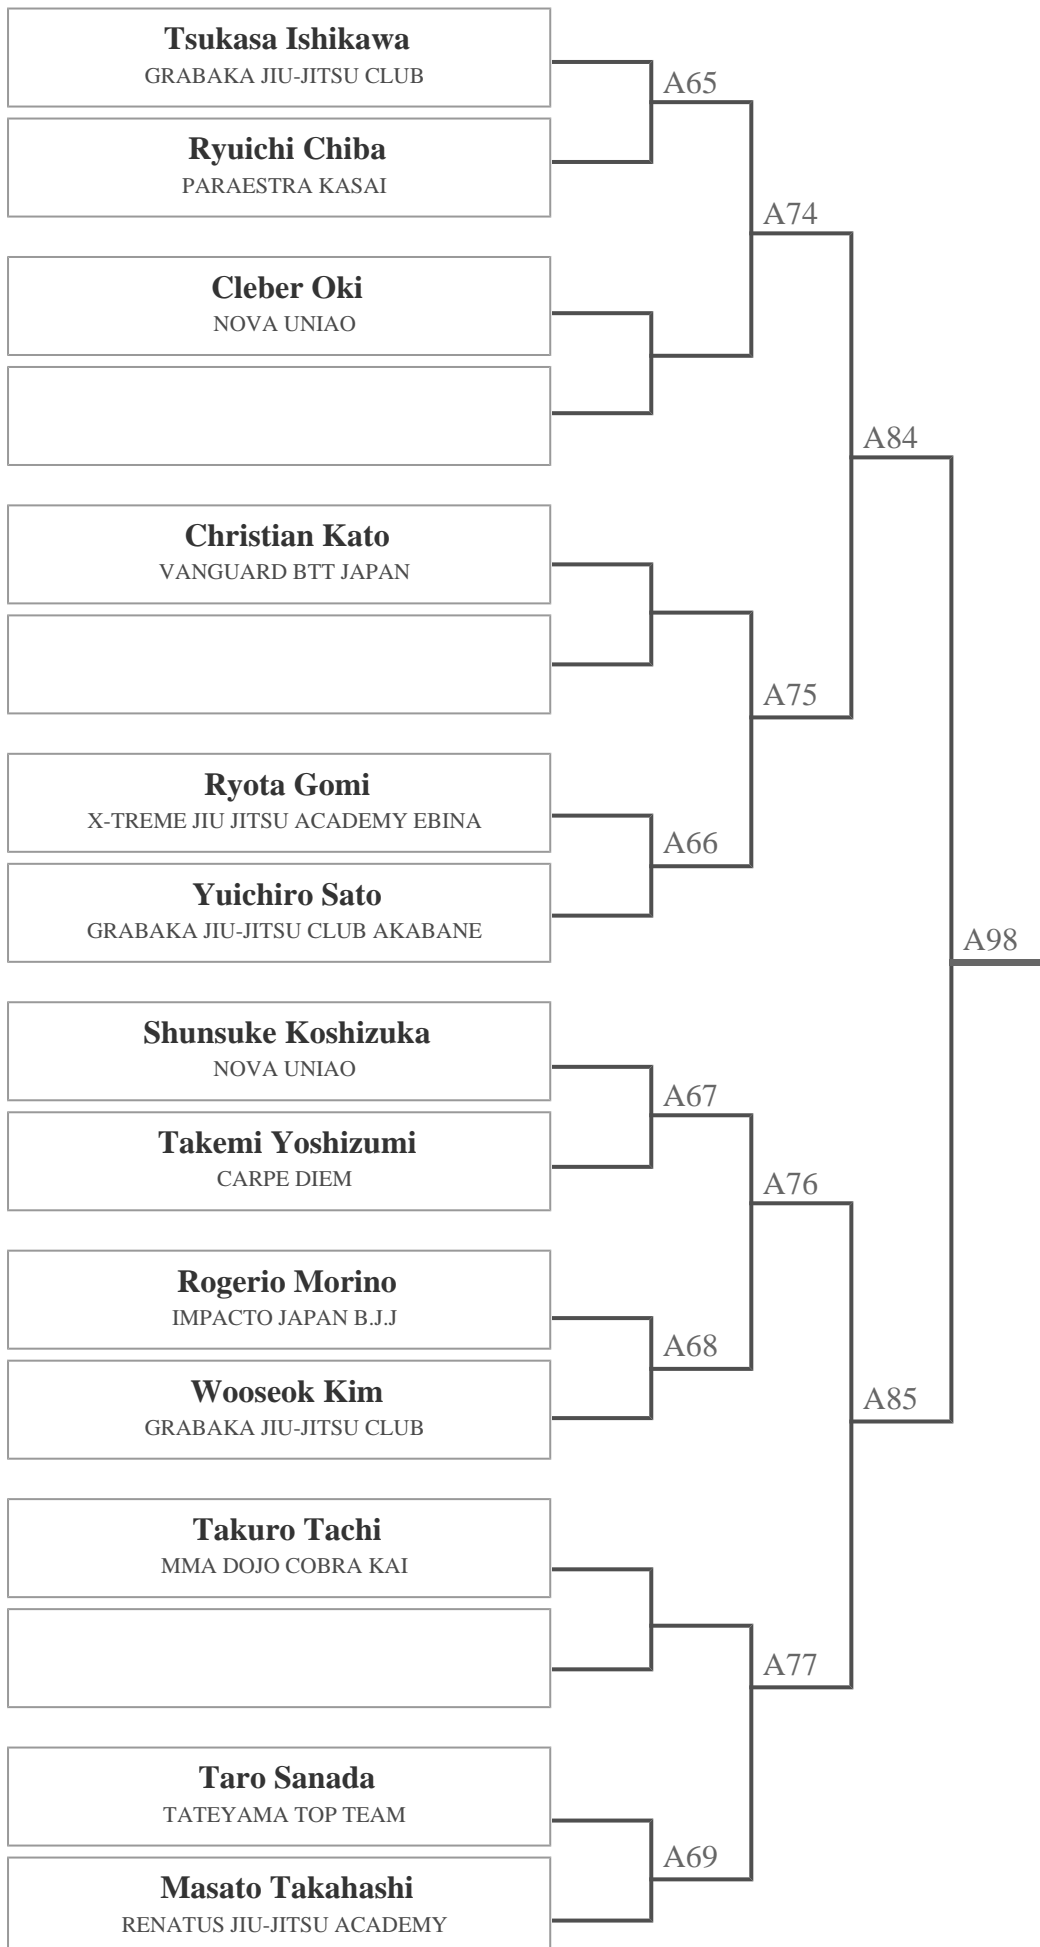 Tsukasa Ishikawa
GRABAKA JIU-JITSU CLUB
A65
Ryuichi Chiba
PARAESTRA KASAI
A74
Cleber Oki
NOVA UNIAO
A84
Christian Kato
VANGUARD BTT JAPAN
A75
Ryota Gomi
X-TREME JIU JITSU ACADEMY EBINA
A66
Yuichiro Sato
GRABAKA JIU-JITSU CLUB AKABANE
A98
Shunsuke Koshizuka
NOVA UNIAO
A67
Takemi Yoshizumi
CARPE DIEM
A76
Rogerio Morino
IMPACTO JAPAN B.J.J
A68
Wooseok Kim
GRABAKA JIU-JITSU CLUB
A85
Takuro Tachi
MMA DOJO COBRA KAI
A77
Taro Sanada
TATEYAMA TOP TEAM
A69
Masato Takahashi
RENATUS JIU-JITSU ACADEMY